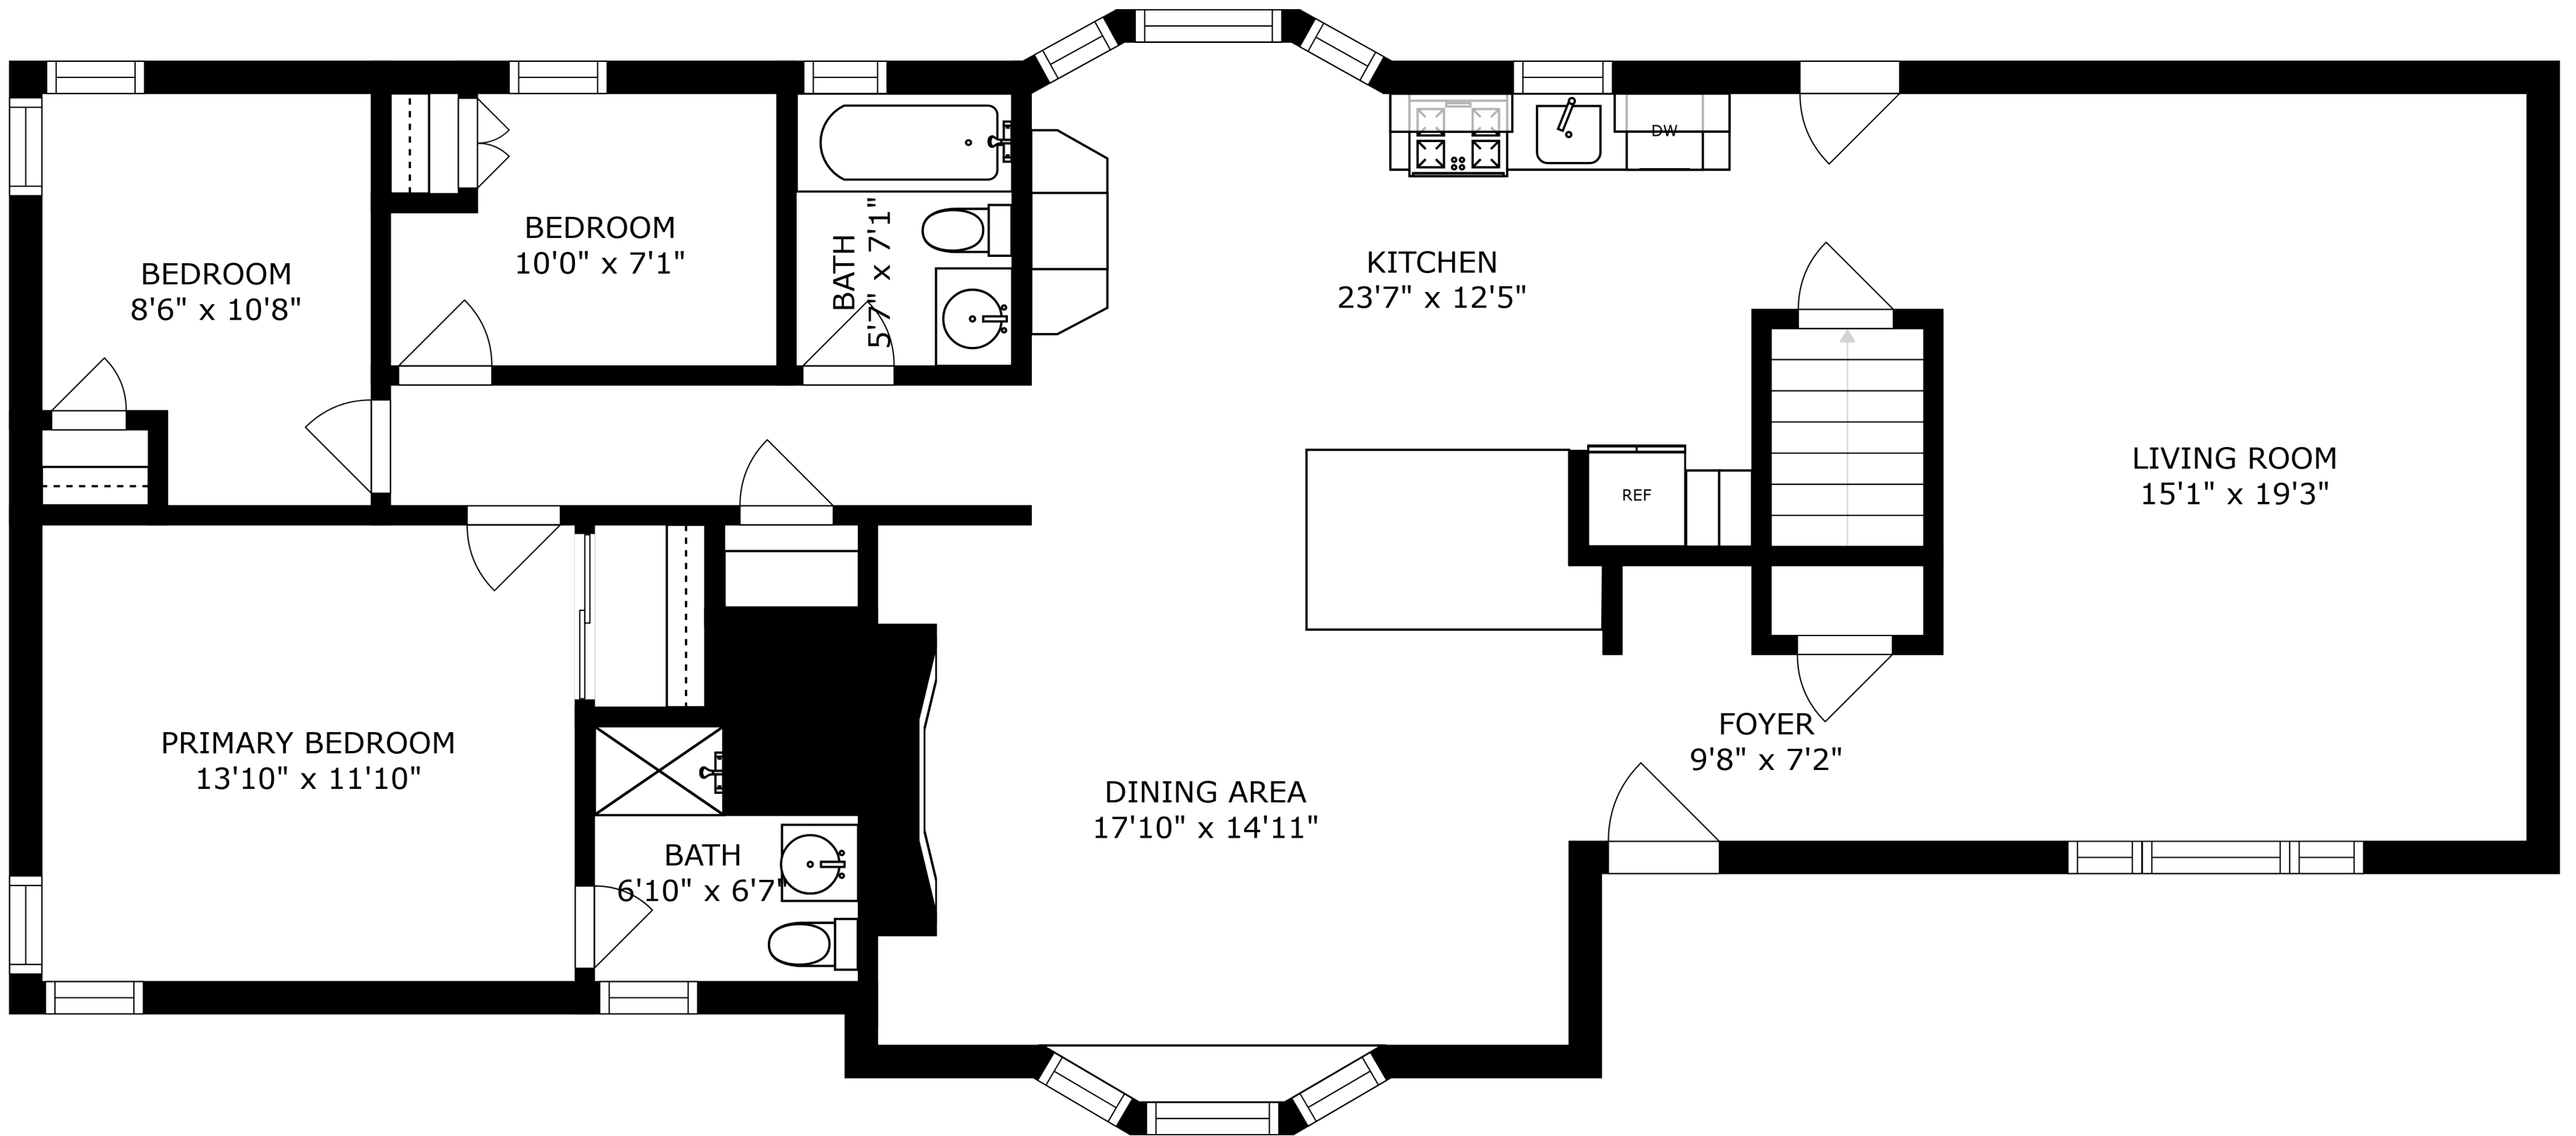 BEDROOM
8'6" x 10'8"
BEDROOM
10'0" x 7'1"
BATH
5'7" x 7'1"
KITCHEN
23'7" x 12'5"
DW
REF
LIVING ROOM
15'1" x 19'3"
PRIMARY BEDROOM
13'10" x 11'10"
BATH
6'10" x 6'7"
DINING AREA
17'10" x 14'11"
FOYER
9'8" x 7'2"